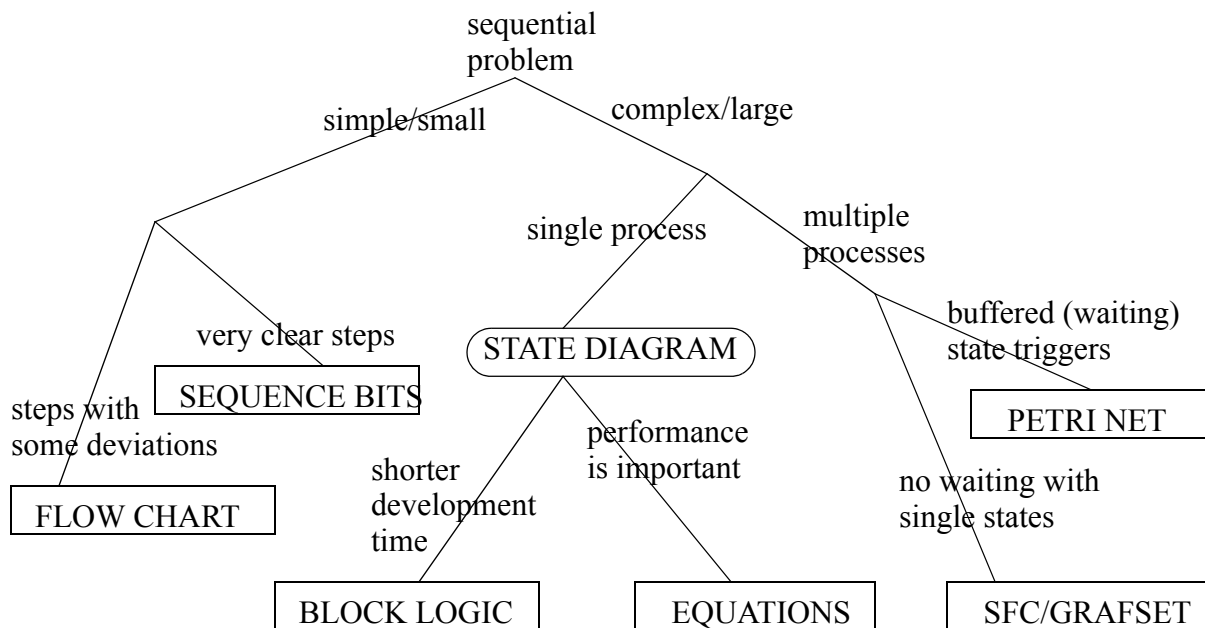 sequential
problem
simple/small
complex/large
single process
multiple
processes
very clear steps
STATE DIAGRAM
buffered (waiting)
state triggers
SEQUENCE BITS
steps with
some deviations
PETRI NET
performance
is important
shorter
development
time
no waiting with
single states
FLOW CHART
BLOCK LOGIC
EQUATIONS
SFC/GRAFSET